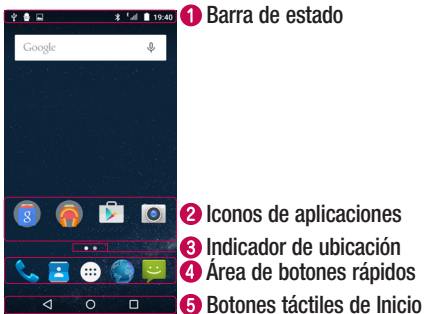 19:40
1 Barra de estado
Google
8
2 Iconos de aplicaciones
3 Indicador de ubicación
4 Área de botones rápidos
5 Botones táctiles de Inicio